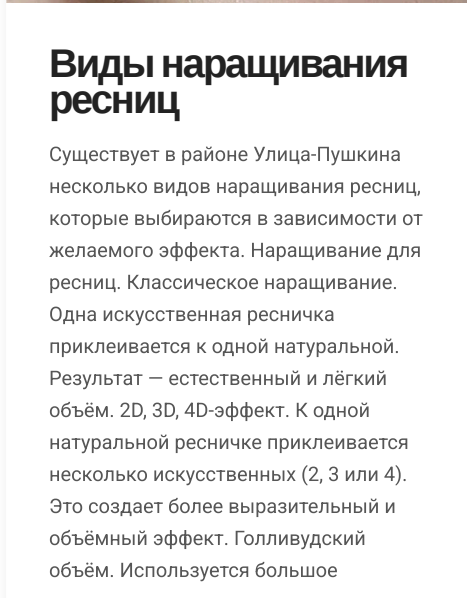 Виды наращивания
ресниц
Существует в районе Улица-Пушкина
несколько видов наращивания ресниц,
которые выбираются в зависимости от
желаемого эффекта. Наращивание для
ресниц. Классическое наращивание.
Одна искусственная ресничка
приклеивается к одной натуральной.
Результат — естественный и лёгкий
объём. 2D, 3D, 4D-эффект. К одной
натуральной ресничке приклеивается
несколько искусственных (2, 3 или 4).
Это создает более выразительный и
объёмный эффект. Голливудский
объём. Используется большое